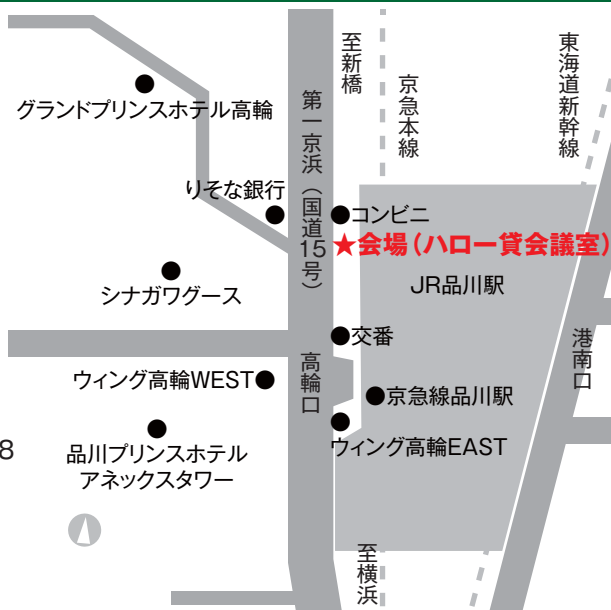 至新橋
京急本線
東海道新幹線
グランドプリンスホテル高輪
第一京浜（国道15号）
りそな銀行
コンビニ
★会場（ハロー貸会議室）
シナガワグース
JR品川駅
交番
港南口
高輪口
ウィング高輪WEST
京急線品川駅
8
品川プリンスホテル
アネックスタワー
ウィング高輪EAST
至横浜